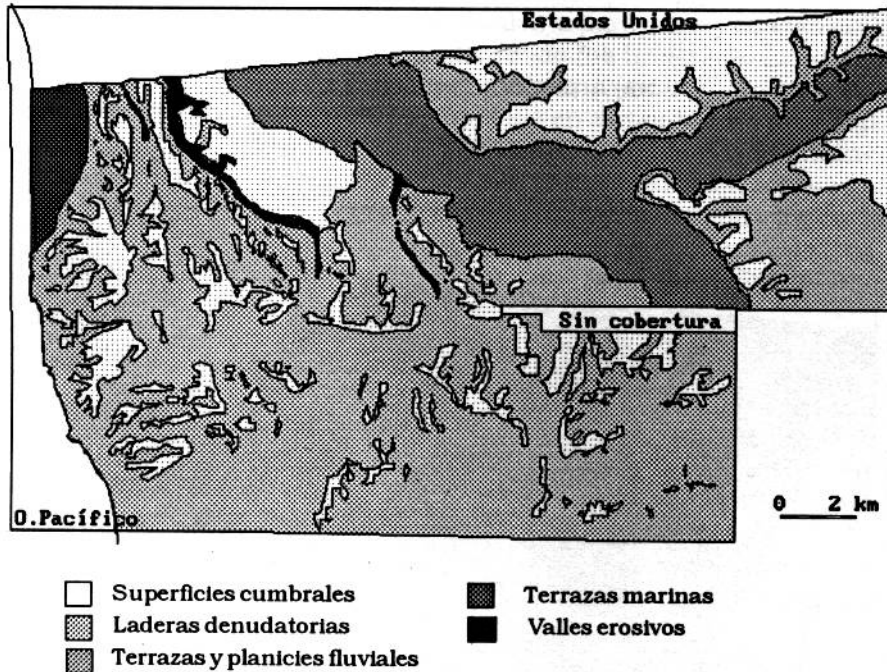 Estados Unidos
Sin cobertura
O.Pacífico
0 2 km
Superficies cumbrales
Laderas denudatorias
Terrazas y planicies fluviales
Terrazas marinas
Valles erosivos